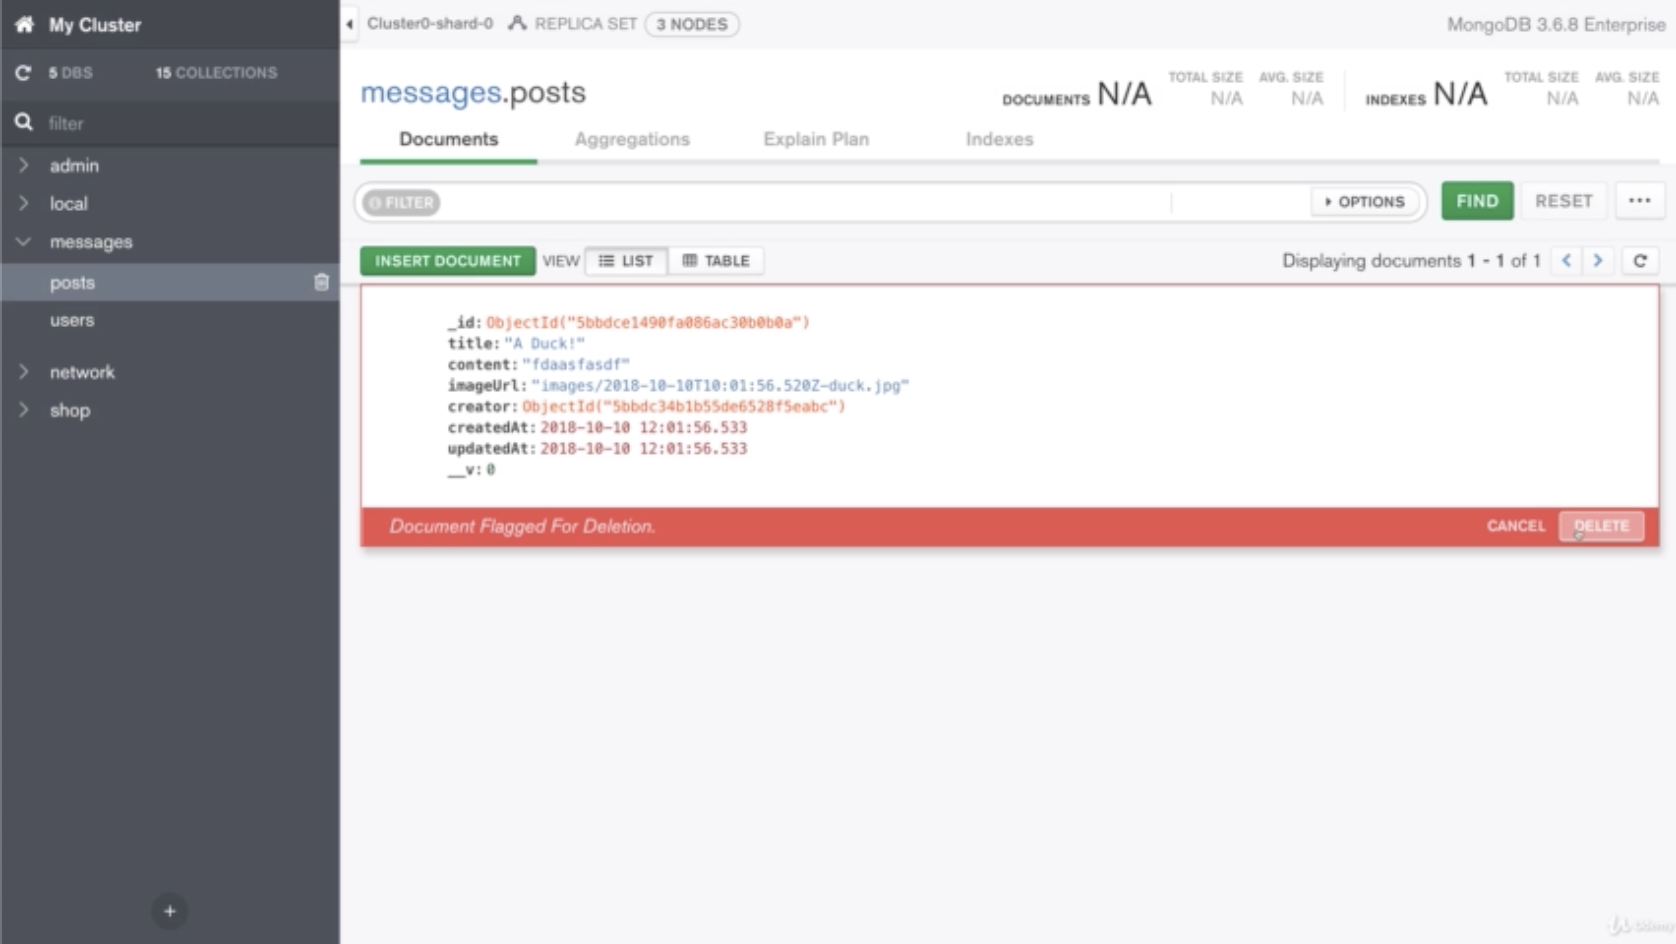 My Cluster
5 DBS 15 COLLECTIONS
filter
admin
local
messages
posts
users
network
shop
+
Cluster0-shard-0 REPLICA SET 3 NODES
MongoDB 3.6.8 Enterprise
messages.posts
DOCUMENTS N/A TOTAL SIZE N/A AVG. SIZE N/A
INDEXES N/A TOTAL SIZE N/A AVG. SIZE N/A
Documents Aggregations Explain Plan Indexes
FILTER OPTIONS FIND RESET ...
INSERT DOCUMENT VIEW LIST TABLE Displaying documents 1 - 1 of 1
_id: ObjectId("5bbdce1490fa086ac30b0b0a")
title: "A Duck!"
content: "fdaasfasdf"
imageUrl: "images/2018-10-10T10:01:56.520Z-duck.jpg"
creator: ObjectId("5bbdc34b1b55de6528f5eabc")
createdAt: 2018-10-10 12:01:56.533
updatedAt: 2018-10-10 12:01:56.533
__v: 0
Document Flagged For Deletion. CANCEL DELETE
Udemy